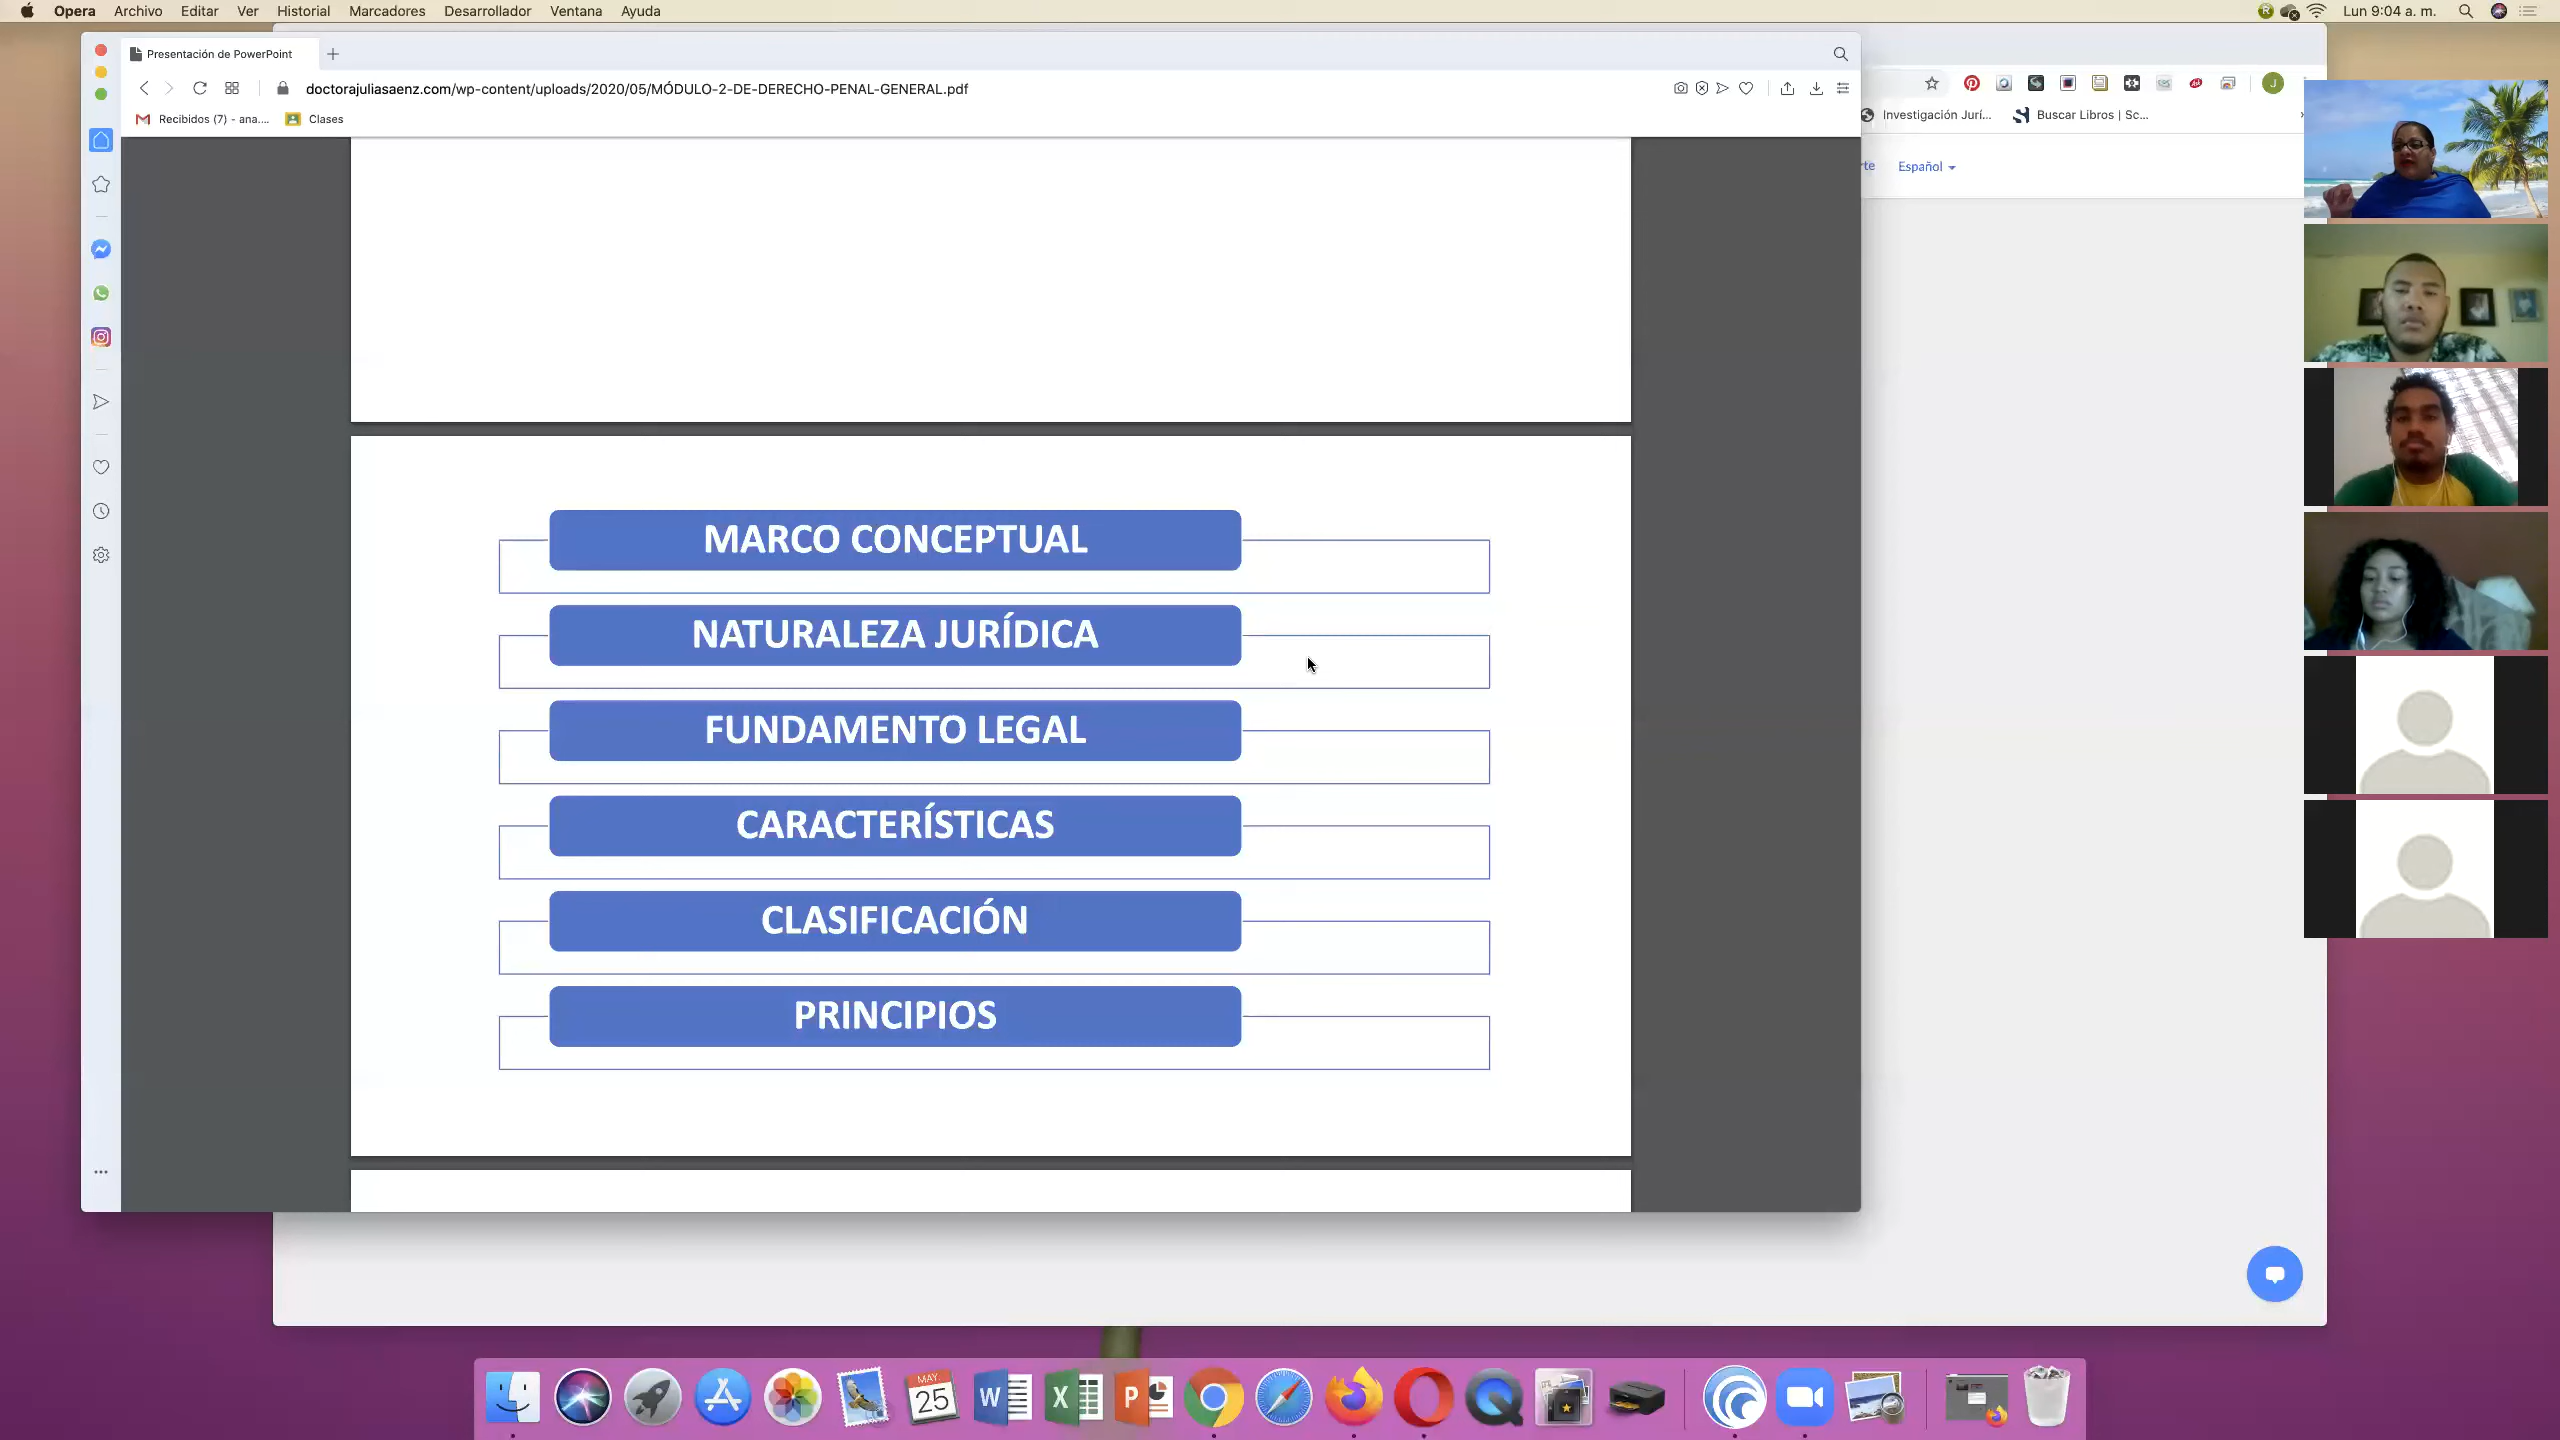 Opera Archivo Editar Ver Historial Marcadores Desarrollador Ventana Ayuda Lun 9:04 a. m.
Presentación de PowerPoint
doctorajuliasaenz.com/wp-content/uploads/2020/05/MÓDULO-2-DE-DERECHO-PENAL-GENERAL.pdf
J
Recibidos (7) - ana.... Clases
Investigación Jurí... Buscar Libros | Sc...
rte Español
MARCO CONCEPTUAL
NATURALEZA JURÍDICA
FUNDAMENTO LEGAL
CARACTERÍSTICAS
CLASIFICACIÓN
PRINCIPIOS
MAY.
25
W
X
P